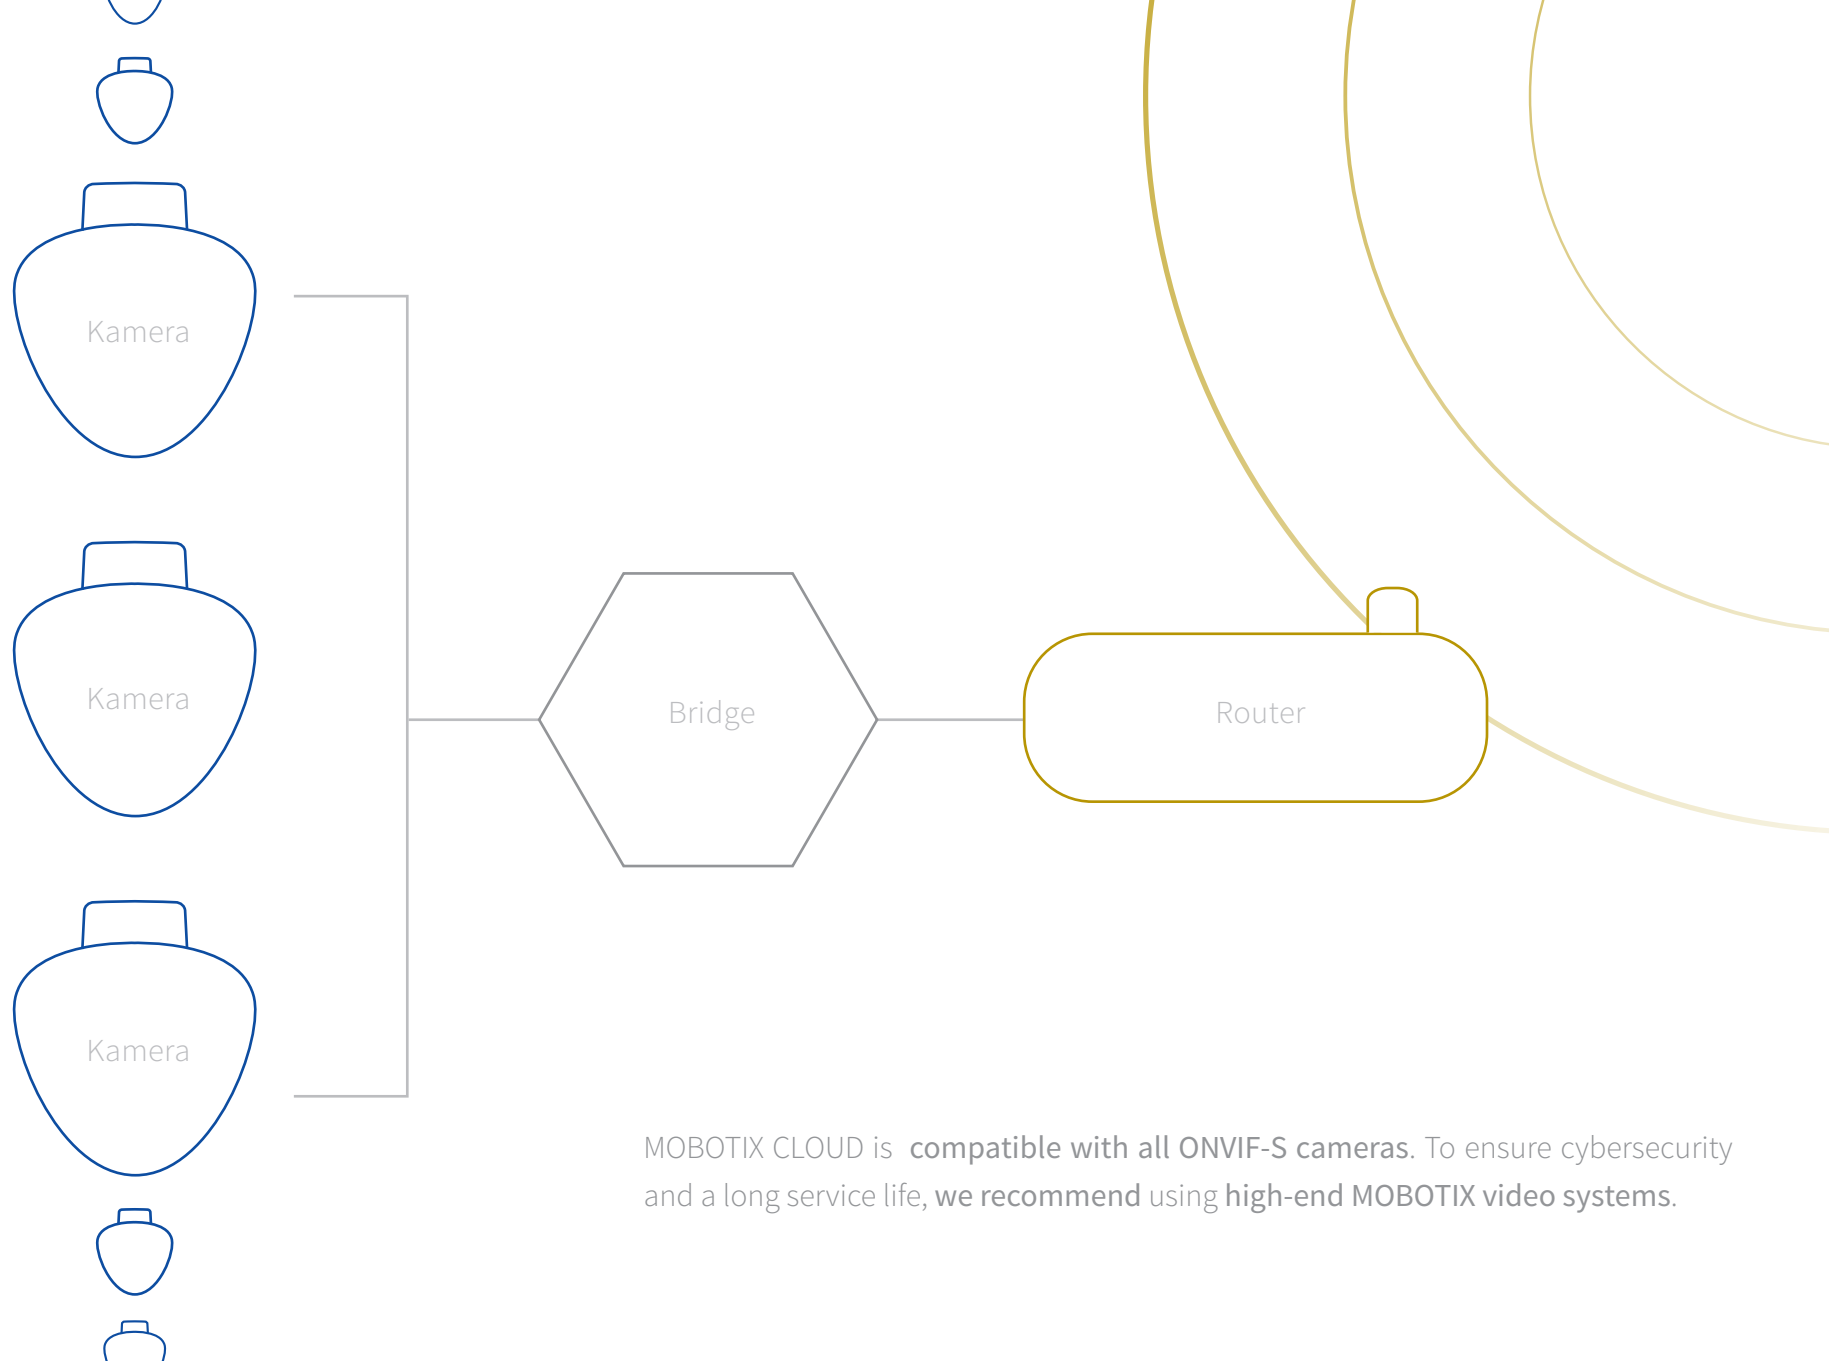 Kamera
Kamera
Bridge
Router
Kamera
MOBOTIX CLOUD is compatible with all ONVIF-S cameras. To ensure cybersecurity
and a long service life, we recommend using high-end MOBOTIX video systems.